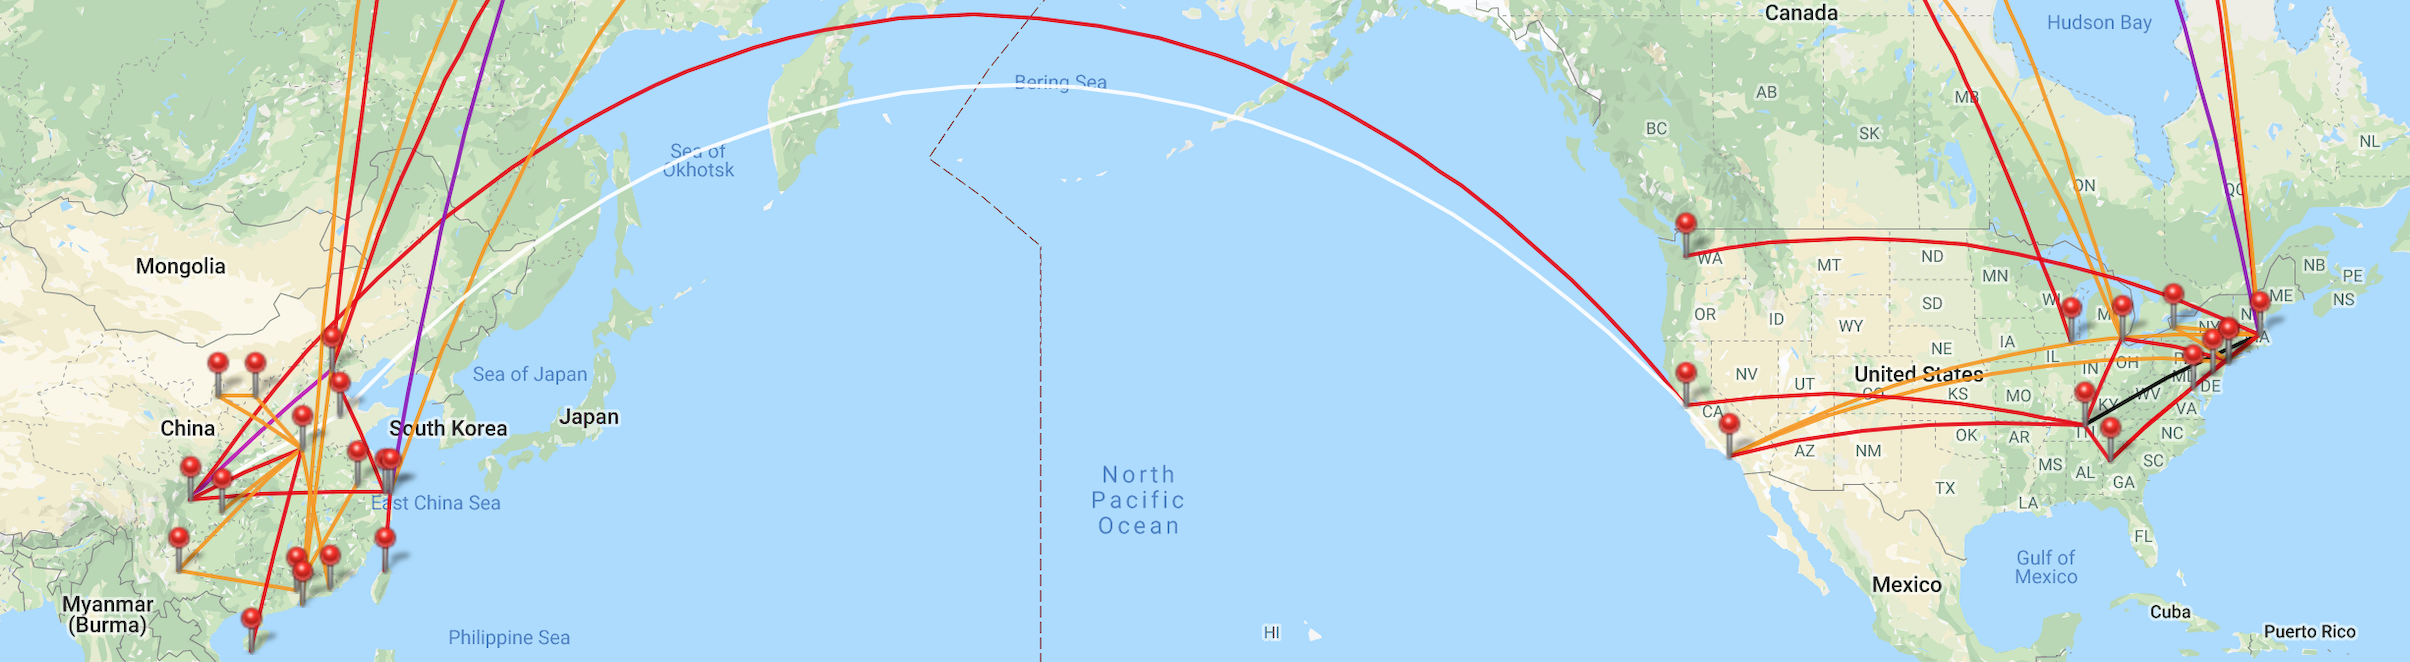 Canada
Hudson Bay
Bering Sea
AB
MB
BC
SK
NL
Sea of
Okhotsk
ON
QC
Mongolia
WA
MT
ND
MN
NB
PE
ME
NS
OR
ID
SD
WI
WY
NY
IA
NE
IL
IN
OH
Sea of Japan
NV
UT
United States
CO
KS
MO
KY
WV
MD
DE
VA
Japan
China
South Korea
CA
OK
AR
TN
NC
AZ
NM
MS
AL
SC
GA
TX
LA
East China Sea
North
Pacific
Ocean
FL
Gulf of
Mexico
Mexico
Myanmar
(Burma)
Cuba
Philippine Sea
HI
Puerto Rico